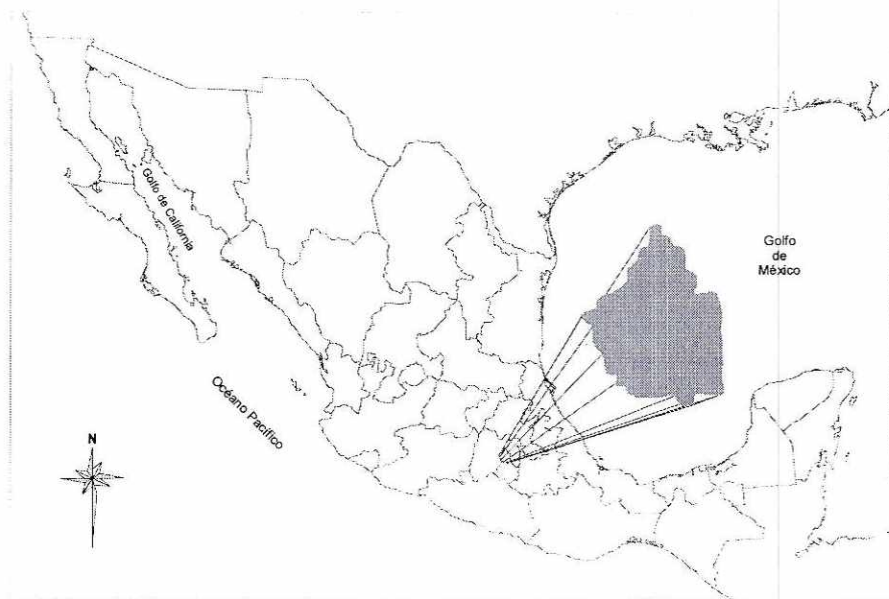 Golfo de California
Golfo
de
México
Océano Pacífico
N